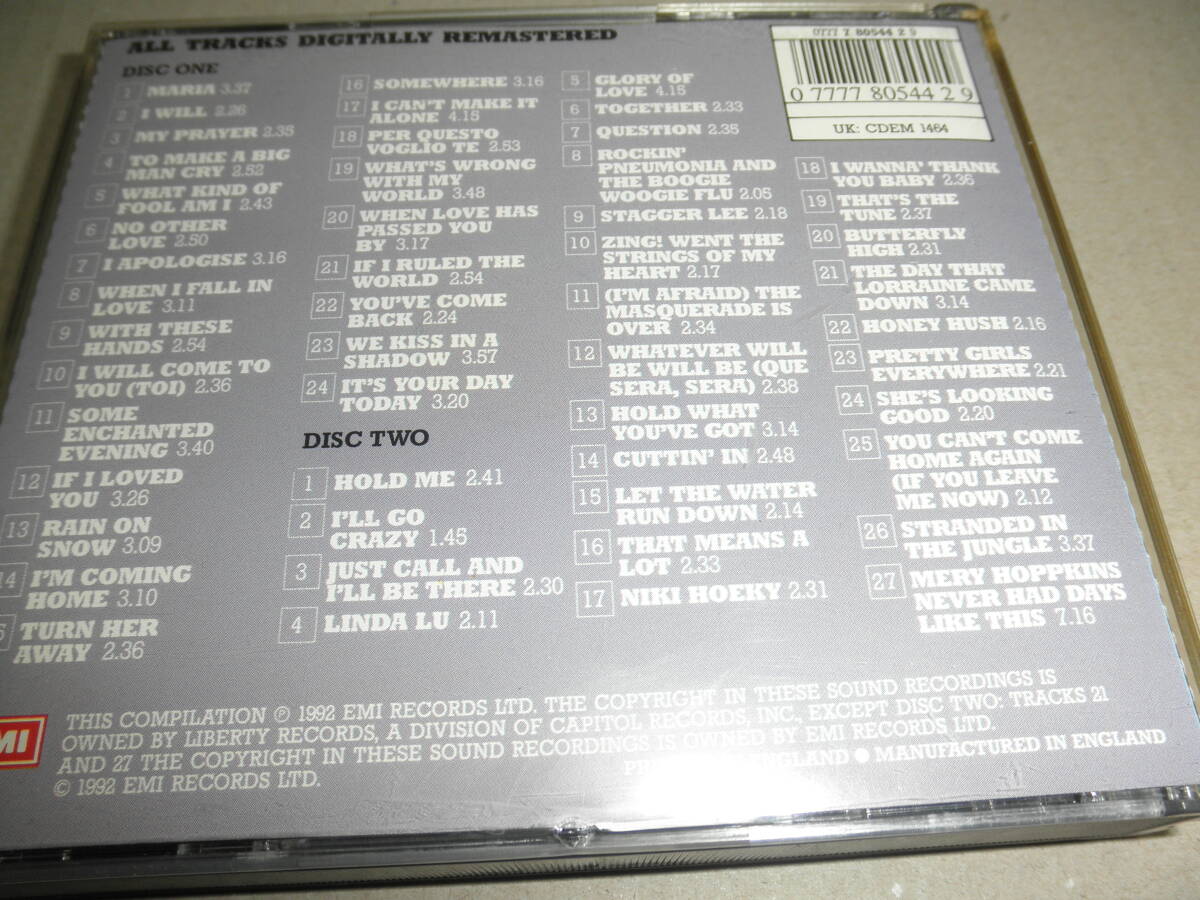 ALL TRACKS DIGITALLY REMASTERED
DISC ONE
1 MARIA 3.37
2 I WILL 2.26
3 MY PRAYER 2.35
4 TO MAKE A BIG
MAN CRY 2.52
5 WHAT KIND OF
FOOL AM I 2.43
6 NO OTHER
LOVE 2.50
7 I APOLOGISE 3.16
8 WHEN I FALL IN
LOVE 3.11
9 WITH THESE
HANDS 2.54
10 I WILL COME TO
YOU (TOI) 2.36
11 SOME
ENCHANTED
EVENING 3.40
12 IF I LOVED
YOU 3.26
13 RAIN ON
SNOW 3.09
14 I'M COMING
HOME 3.10
5 TURN HER
AWAY 2.36
16 SOMEWHERE 3.16
17 I CAN'T MAKE IT
ALONE 4.15
18 PER QUESTO
VOGLIO TE 2.53
19 WHAT'S WRONG
WITH MY
WORLD 3.48
20 WHEN LOVE HAS
PASSED YOU
BY 3.17
21 IF I RULED THE
WORLD 2.54
22 YOU'VE COME
BACK 2.24
23 WE KISS IN A
SHADOW 3.57
24 IT'S YOUR DAY
TODAY 3.20
DISC TWO
1 HOLD ME 2.41
2 I'LL GO
CRAZY 1.45
3 JUST CALL AND
I'LL BE THERE 2.30
4 LINDA LU 2.11
5 GLORY OF
LOVE 4.15
6 TOGETHER 2.33
7 QUESTION 2.35
8 ROCKIN'
PNEUMONIA AND
THE BOOGIE
WOOGIE FLU 2.05
9 STAGGER LEE 2.18
10 ZING! WENT THE
STRINGS OF MY
HEART 2.17
11 (I'M AFRAID) THE
MASQUERADE IS
OVER 2.34
12 WHATEVER WILL
BE WILL BE (QUE
SERA, SERA) 2.38
13 HOLD WHAT
YOU'VE GOT 3.14
14 CUTTIN' IN 2.48
15 LET THE WATER
RUN DOWN 2.14
16 THAT MEANS A
LOT 2.33
17 NIKI HOEKY 2.31
0777 7 80544 2 9
0 7777 80544 2 9
UK: CDEM 1464
18 I WANNA' THANK
YOU BABY 2.36
19 THAT'S THE
TUNE 2.37
20 BUTTERFLY
HIGH 2.31
21 THE DAY THAT
LORRAINE CAME
DOWN 3.14
22 HONEY HUSH 2.16
23 PRETTY GIRLS
EVERYWHERE 2.21
24 SHE'S LOOKING
GOOD 2.20
25 YOU CAN'T COME
HOME AGAIN
(IF YOU LEAVE
ME NOW) 2.12
26 STRANDED IN
THE JUNGLE 3.37
27 MERY HOPPKINS
NEVER HAD DAYS
LIKE THIS 7.16
MI
THIS COMPILATION ℗ 1992 EMI RECORDS LTD. THE COPYRIGHT IN THESE SOUND RECORDINGS IS
OWNED BY LIBERTY RECORDS, A DIVISION OF CAPITOL RECORDS, INC., EXCEPT DISC TWO: TRACKS 21
AND 27 THE COPYRIGHT IN THESE SOUND RECORDINGS IS OWNED BY EMI RECORDS LTD.
© 1992 EMI RECORDS LTD.
ENGLAND ● MANUFACTURED IN ENGLAND